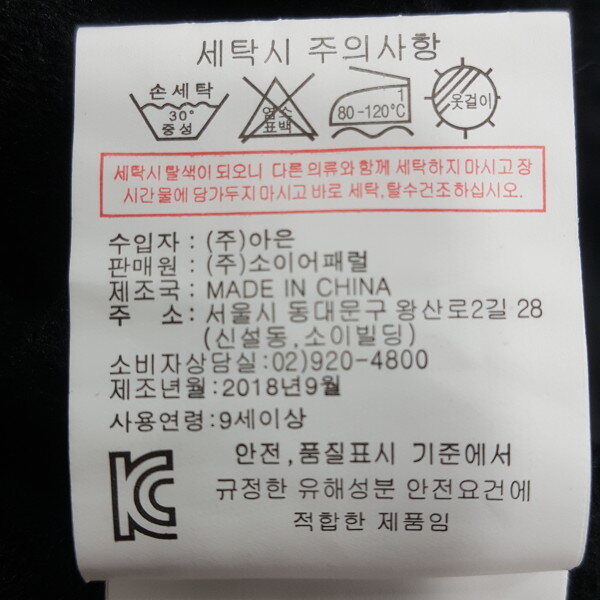 세탁시 주의사항
손세탁
30°
중성
염소
표백
1
80-120℃
옷걸이
세탁시 탈색이 되오니 다른 의류와 함께 세탁하지 마시고 장
시간 물에 담가두지 마시고 바로 세탁,탈수건조하십시오.
수입자 : (주)아은
판매원 : (주)소이어패럴
제조국 : MADE IN CHINA
주 소 : 서울시 동대문구 왕산로2길 28
(신설동,소이빌딩)
소비자상담실:02)920-4800
제조년월:2018년9월
사용연령:9세이상
안전,품질표시 기준에서
규정한 유해성분 안전요건에
적합한 제품임